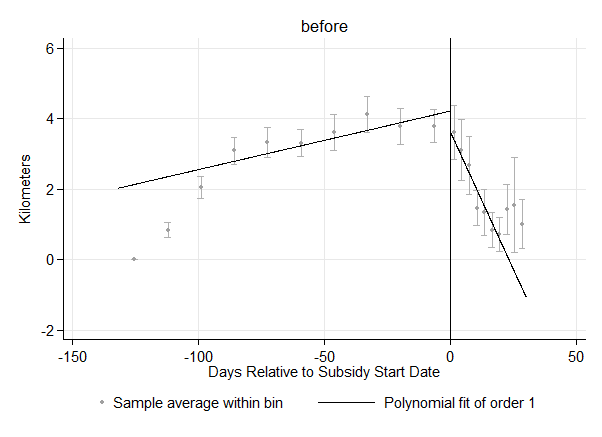 before
6
4
2
0
-2
Kilometers
-150 -100 -50 0 50
Days Relative to Subsidy Start Date
Sample average within bin Polynomial fit of order 1